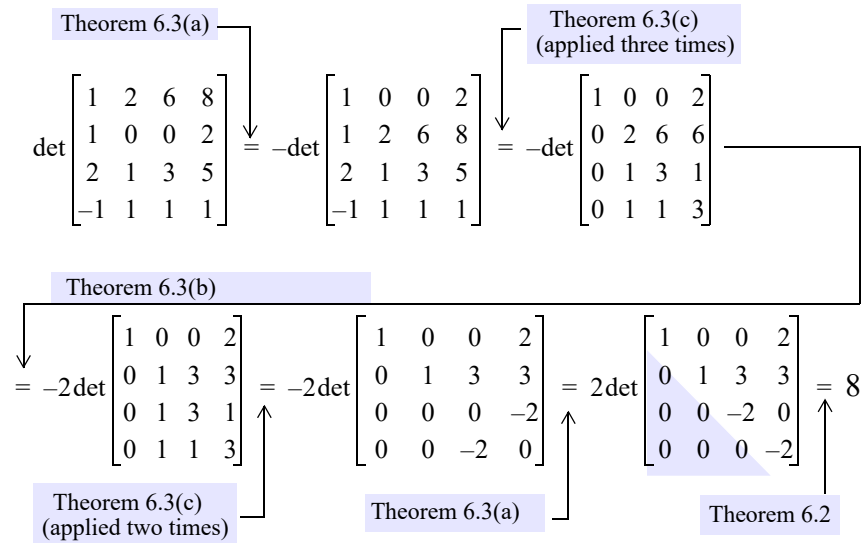 Theorem 6.3(a)
Theorem 6.3(c)
(applied three times)
det [1 2 6 8; 1 0 0 2; 2 1 3 5; –1 1 1 1] = –det [1 0 0 2; 1 2 6 8; 2 1 3 5; –1 1 1 1] = –det [1 0 0 2; 0 2 6 6; 0 1 3 1; 0 1 1 3]
Theorem 6.3(b)
= –2det [1 0 0 2; 0 1 3 3; 0 1 3 1; 0 1 1 3] = –2det [1 0 0 2; 0 1 3 3; 0 0 0 –2; 0 0 –2 0] = 2det [1 0 0 2; 0 1 3 3; 0 0 –2 0; 0 0 0 –2] = 8
Theorem 6.3(c)
(applied two times)
Theorem 6.3(a)
Theorem 6.2